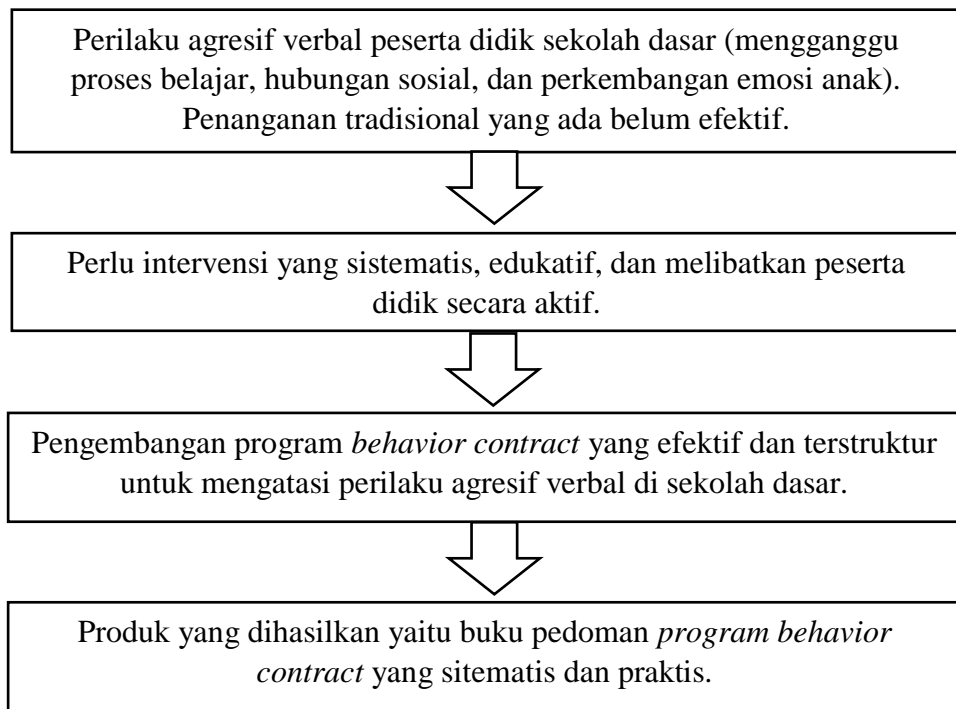 Perilaku agresif verbal peserta didik sekolah dasar (mengganggu
proses belajar, hubungan sosial, dan perkembangan emosi anak).
Penanganan tradisional yang ada belum efektif.
Perlu intervensi yang sistematis, edukatif, dan melibatkan peserta
didik secara aktif.
Pengembangan program behavior contract yang efektif dan terstruktur
untuk mengatasi perilaku agresif verbal di sekolah dasar.
Produk yang dihasilkan yaitu buku pedoman program behavior
contract yang sitematis dan praktis.